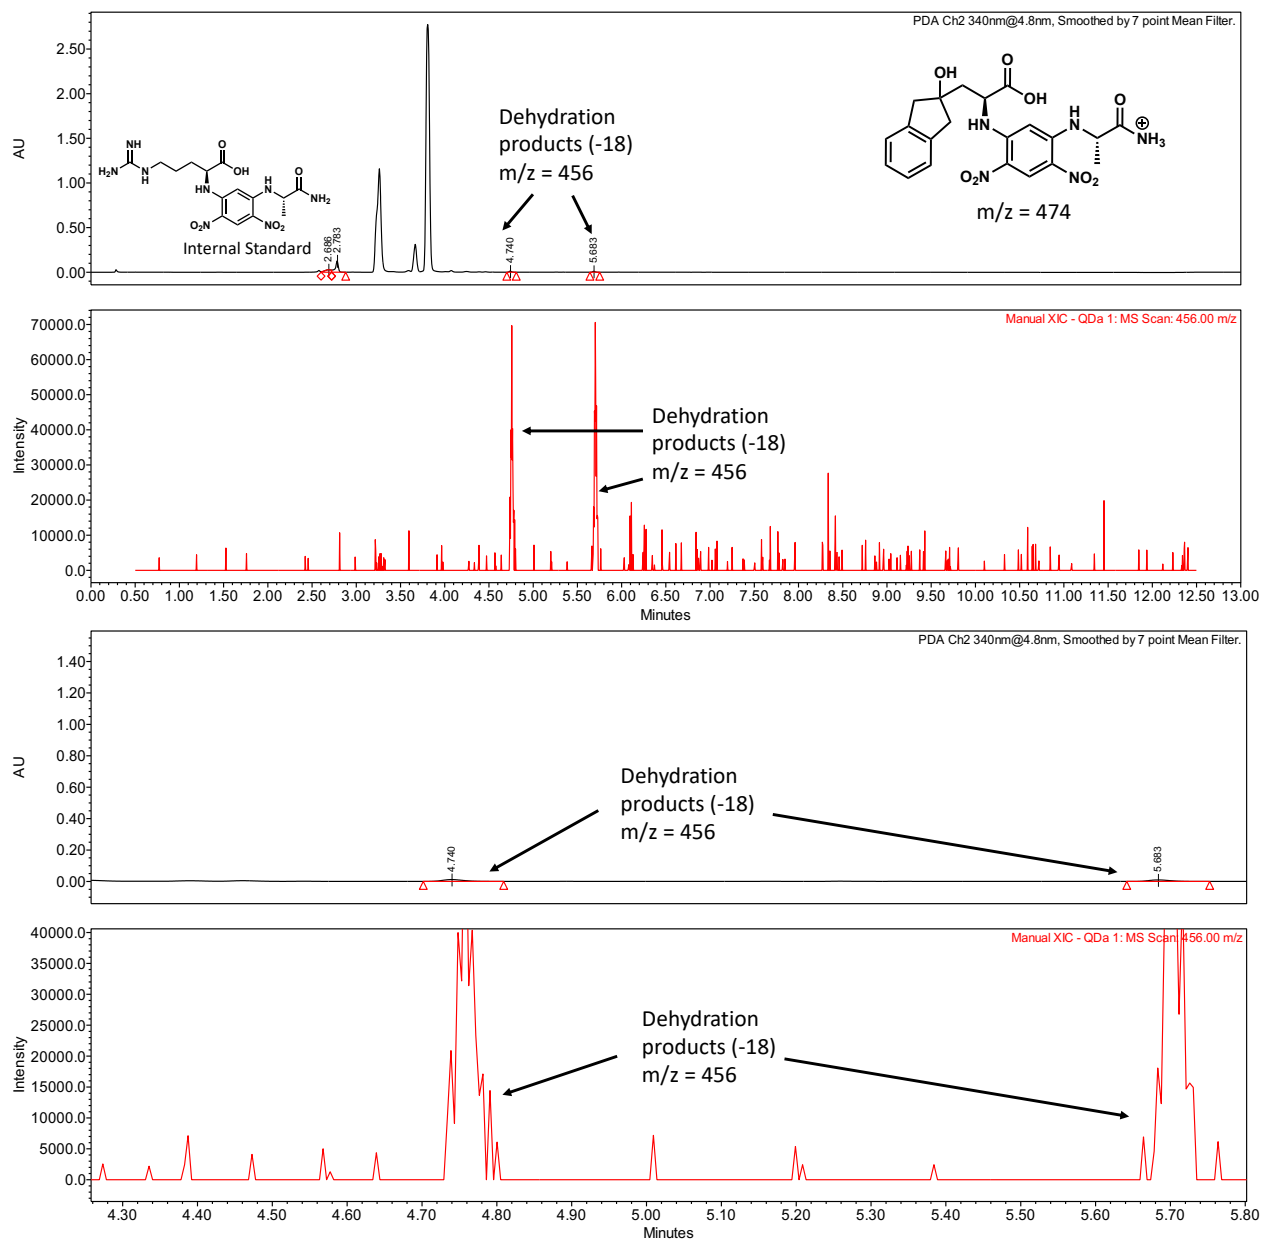 PDA Ch2 340nm@4.8nm, Smoothed by 7 point Mean Filter.
2.50
2.00
1.50
1.00
0.50
0.00
AU
NH
H2N
N
H
O
OH
HN
H
N
O
NH2
O2N
NO2
Internal Standard
2.686
2.783
Dehydration
products (-18)
m/z = 456
4.740
5.683
OH
O
OH
HN
H
N
O
⊕
NH3
O2N
NO2
m/z = 474
Manual XIC - QDa 1: MS Scan: 456.00 m/z
70000.0
60000.0
50000.0
40000.0
30000.0
20000.0
10000.0
0.0
Intensity
Dehydration
products (-18)
m/z = 456
0.00 0.50 1.00 1.50 2.00 2.50 3.00 3.50 4.00 4.50 5.00 5.50 6.00 6.50 7.00 7.50 8.00 8.50 9.00 9.50 10.00 10.50 11.00 11.50 12.00 12.50 13.00
Minutes
PDA Ch2 340nm@4.8nm, Smoothed by 7 point Mean Filter.
1.40
1.20
1.00
0.80
0.60
0.40
0.20
0.00
AU
Dehydration
products (-18)
m/z = 456
4.740
5.683
Manual XIC - QDa 1: MS Scan: 456.00 m/z
40000.0
35000.0
30000.0
25000.0
20000.0
15000.0
10000.0
5000.0
0.0
Intensity
Dehydration
products (-18)
m/z = 456
4.30 4.40 4.50 4.60 4.70 4.80 4.90 5.00 5.10 5.20 5.30 5.40 5.50 5.60 5.70 5.80
Minutes